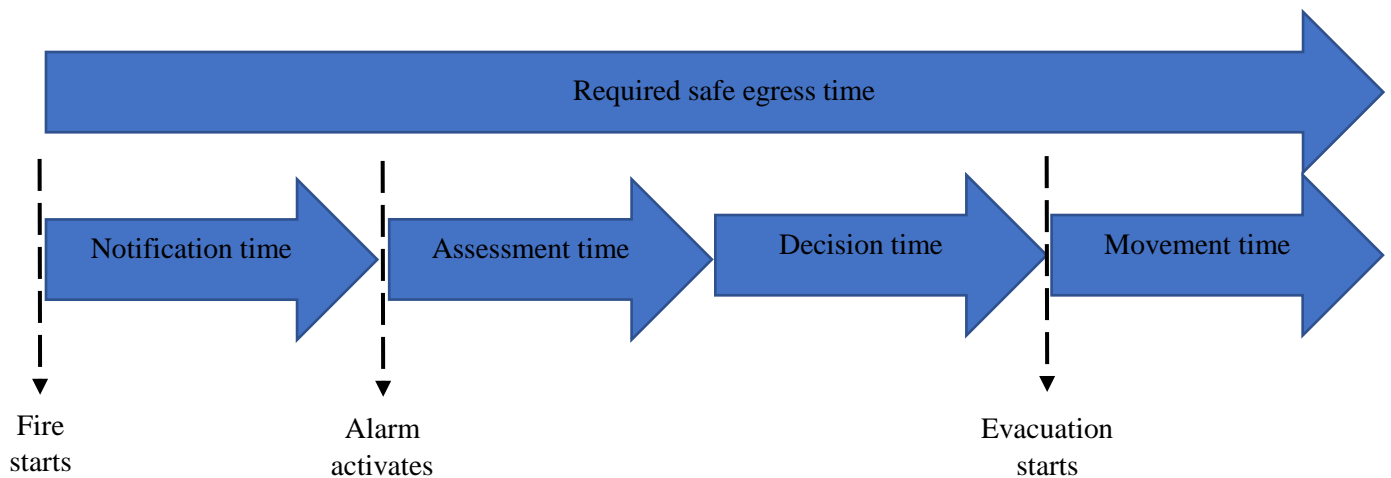 Required safe egress time
Notification time
Assessment time
Decision time
Movement time
Fire
starts
Alarm
activates
Evacuation
starts